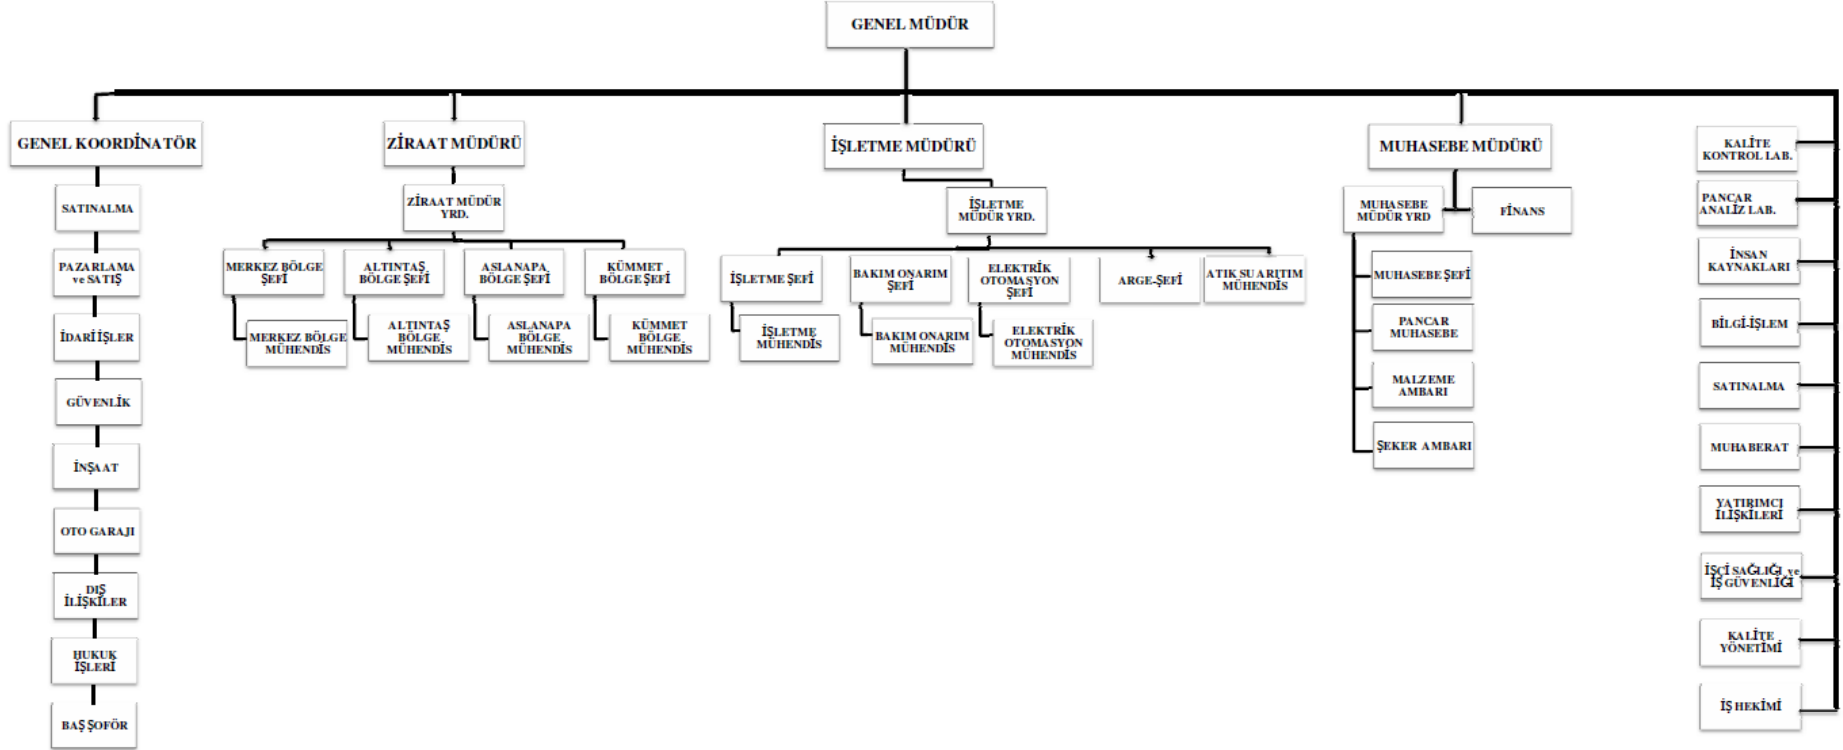 GENEL MÜDÜR
GENEL KOORDİNATÖR
SATINALMA
PAZARLAMA
ve SATIŞ
İDARİ İŞLER
GÜVENLİK
İNŞAAT
OTO GARAJI
DIŞ
İLİŞKİLER
HUKUK
İŞLERİ
BAŞ ŞOFÖR
ZİRAAT MÜDÜRÜ
ZİRAAT MÜDÜR
YRD.
MERKEZ BÖLGE
ŞEFİ
MERKEZ BÖLGE
MÜHENDİS
ALTINTAŞ
BÖLGE ŞEFİ
ALTINTAŞ
BÖLGE
MÜHENDİS
ASLANAPA
BÖLGE ŞEFİ
ASLANAPA
BÖLGE
MÜHENDİS
KÜMMET
BÖLGE ŞEFİ
KÜMMET
BÖLGE
MÜHENDİS
İŞLETME MÜDÜRÜ
İŞLETME
MÜDÜR YRD.
İŞLETME ŞEFİ
İŞLETME
MÜHENDİS
BAKIM ONARIM
ŞEFİ
BAKIM ONARIM
MÜHENDİS
ELEKTRİK
OTOMASYON
ŞEFİ
ELEKTRİK
OTOMASYON
MÜHENDİS
ARGE-ŞEFİ
ATIK SU ARITIM
MÜHENDİS
MUHASEBE MÜDÜRÜ
MUHASEBE
MÜDÜR YRD
FİNANS
MUHASEBE ŞEFİ
PANCAR
MUHASEBE
MALZEME
AMBARI
ŞEKER AMBARI
KALİTE
KONTROL LAB.
PANCAR
ANALİZ LAB.
İNSAN
KAYNAKLARI
BİLGİ-İŞLEM
SATINALMA
MUHABERAT
YATIRIMCI
İLİŞKİLERİ
İŞÇİ SAĞLIĞI ve
İŞ GÜVENLİĞİ
KALİTE
YÖNETİMİ
İŞ HEKİMİ